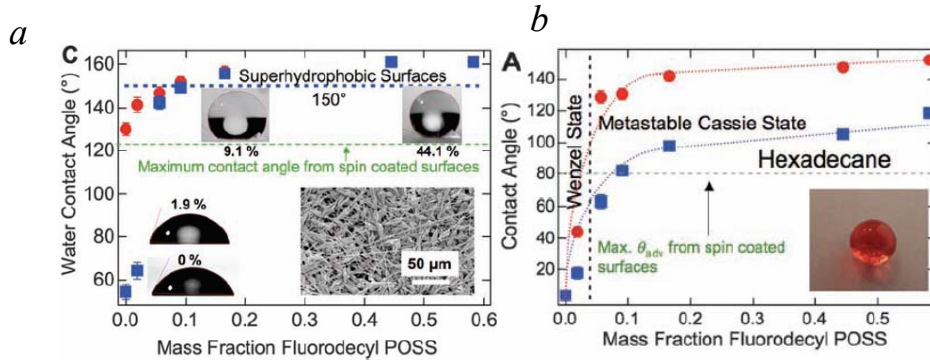 a
C
160
140
120
100
80
60
Water Contact Angle (°)
Superhydrophobic Surfaces
150°
9.1 %
44.1%
Maximum contact angle from spin coated surfaces
1.9 %
0 %
50 µm
0.0 0.1 0.2 0.3 0.4 0.5 0.6
Mass Fraction Fluorodecyl POSS
b
A
140
120
100
80
60
40
20
Contact Angle (°)
Wenzel State
Metastable Cassie State
Hexadecane
Max. θadv from spin coated
surfaces
0.0 0.1 0.2 0.3 0.4 0.5
Mass Fraction Fluorodecyl POSS